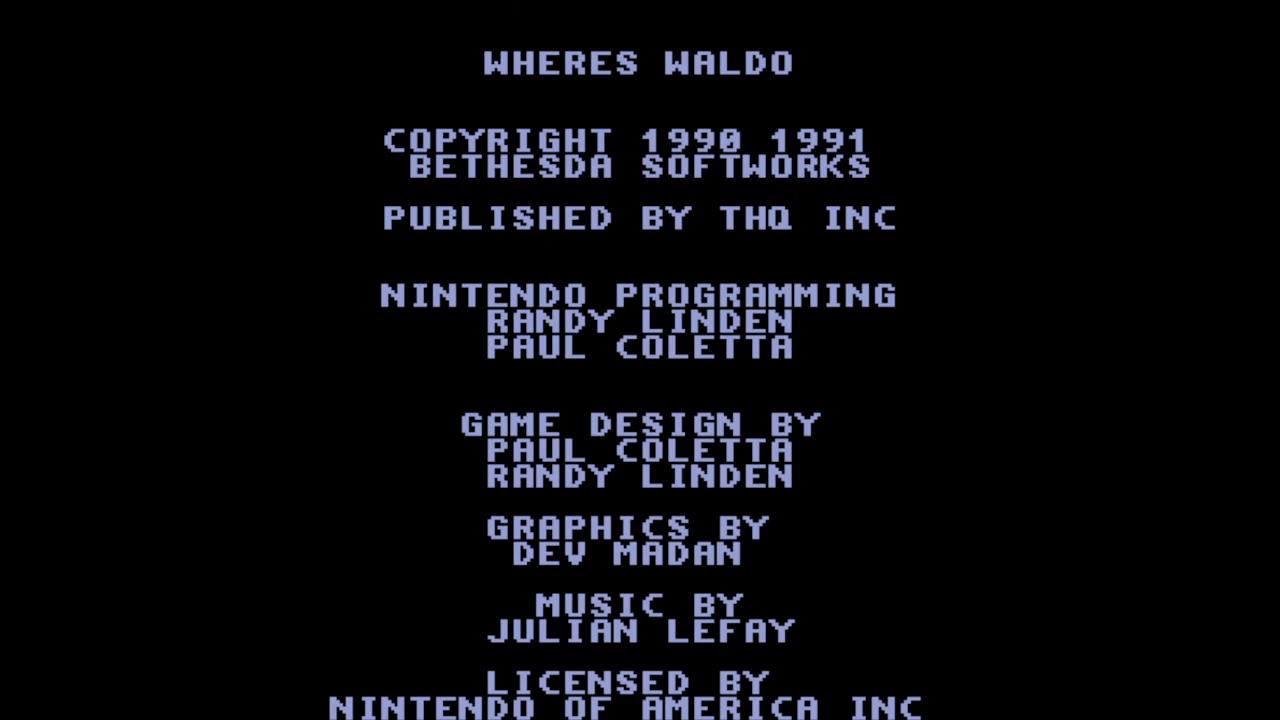 WHERES WALDO
COPYRIGHT 1990 1991
BETHESDA SOFTWORKS
PUBLISHED BY THQ INC
NINTENDO PROGRAMMING
RANDY LINDEN
PAUL COLETTA
GAME DESIGN BY
PAUL COLETTA
RANDY LINDEN
GRAPHICS BY
DEV MADAN
MUSIC BY
JULIAN LEFAY
LICENSED BY
NINTENDO OF AMERICA INC